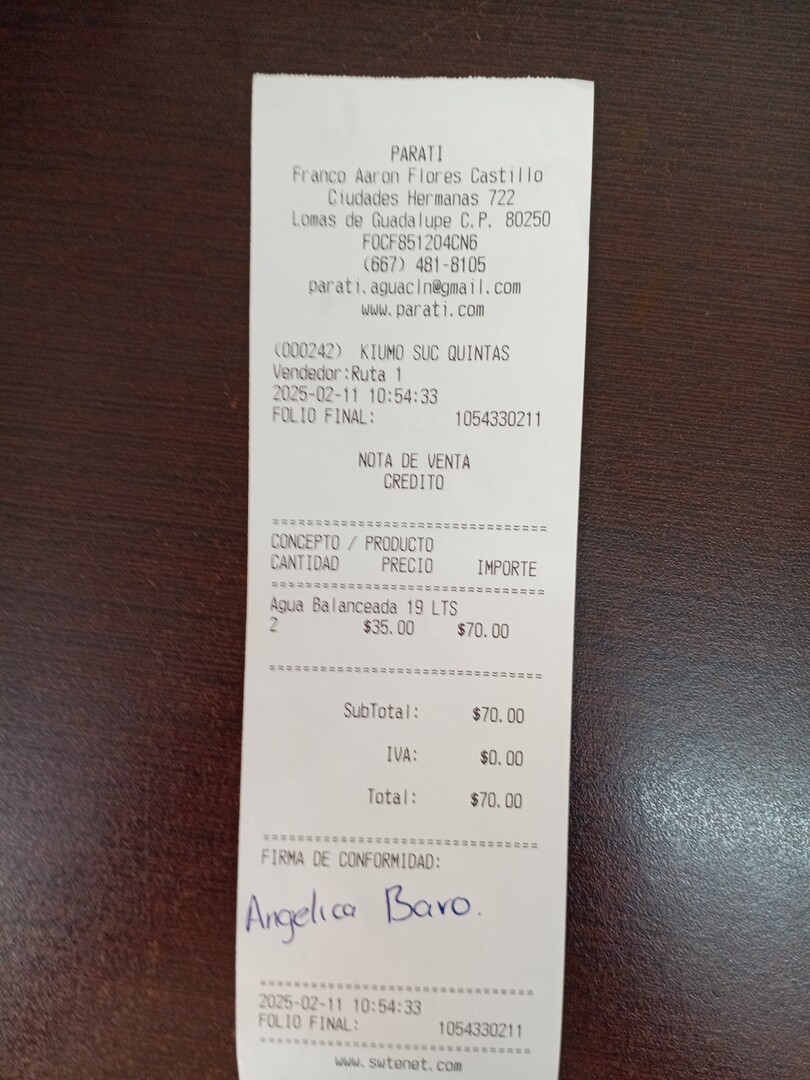 PARATI
Franco Aaron Flores Castillo
Ciudades Hermanas 722
Lomas de Guadalupe C.P. 80250
FOCF851204CN6
(667) 481-8105
parati.aguacln@gmail.com
www.parati.com
(000242) KIUMO SUC QUINTAS
Vendedor:Ruta 1
2025-02-11 10:54:33
FOLIO FINAL: 1054330211
NOTA DE VENTA
CREDITO
===============================
CONCEPTO / PRODUCTO
CANTIDAD PRECIO IMPORTE
===============================
Agua Balanceada 19 LTS
2 $35.00 $70.00
===============================
SubTotal: $70.00
IVA: $0.00
Total: $70.00
===============================
FIRMA DE CONFORMIDAD:
Angelica Bavo.
===============================
2025-02-11 10:54:33
FOLIO FINAL: 1054330211
===============================
www.swtenet.com